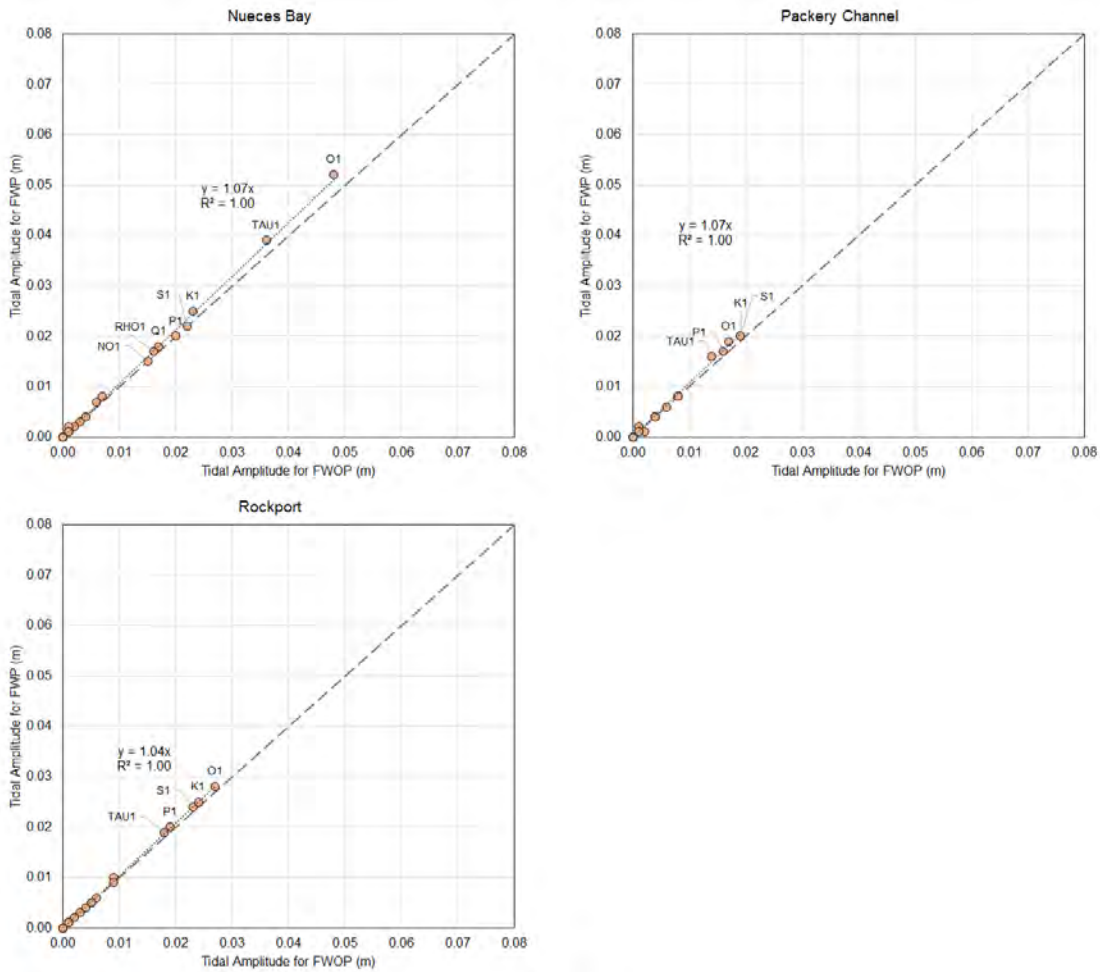 Nueces Bay
0.08
0.07
0.06
0.05
0.04
0.03
0.02
0.01
0.00
Tidal Amplitude for FWP (m)
O1
y = 1.07x
R² = 1.00
TAU1
S1
K1
P1
RHO1
Q1
NO1
0.00 0.01 0.02 0.03 0.04 0.05 0.06 0.07 0.08
Tidal Amplitude for FWOP (m)
Packery Channel
0.08
0.07
0.06
0.05
0.04
0.03
0.02
0.01
0.00
Tidal Amplitude for FWP (m)
y = 1.07x
R² = 1.00
K1
S1
O1
P1
TAU1
0.00 0.01 0.02 0.03 0.04 0.05 0.06 0.07 0.08
Tidal Amplitude for FWOP (m)
Rockport
0.08
0.07
0.06
0.05
0.04
0.03
0.02
0.01
0.00
Tidal Amplitude for FWP (m)
y = 1.04x
R² = 1.00
O1
K1
S1
P1
TAU1
0.00 0.01 0.02 0.03 0.04 0.05 0.06 0.07 0.08
Tidal Amplitude for FWOP (m)